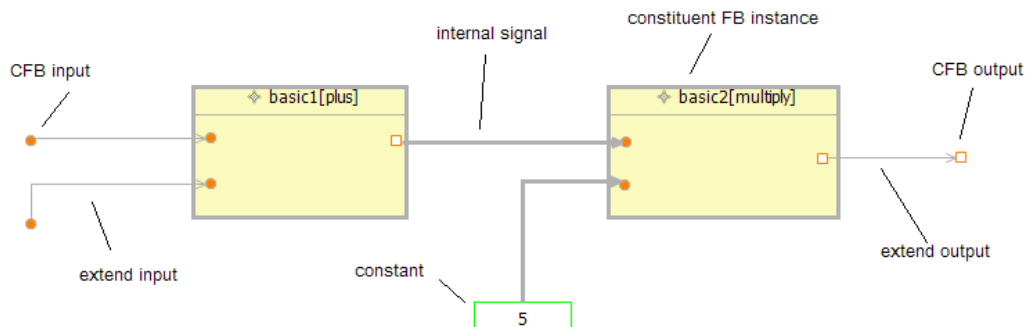 constituent FB instance
internal signal
CFB input
CFB output
basic1[plus]
basic2[multiply]
extend input
extend output
constant
5